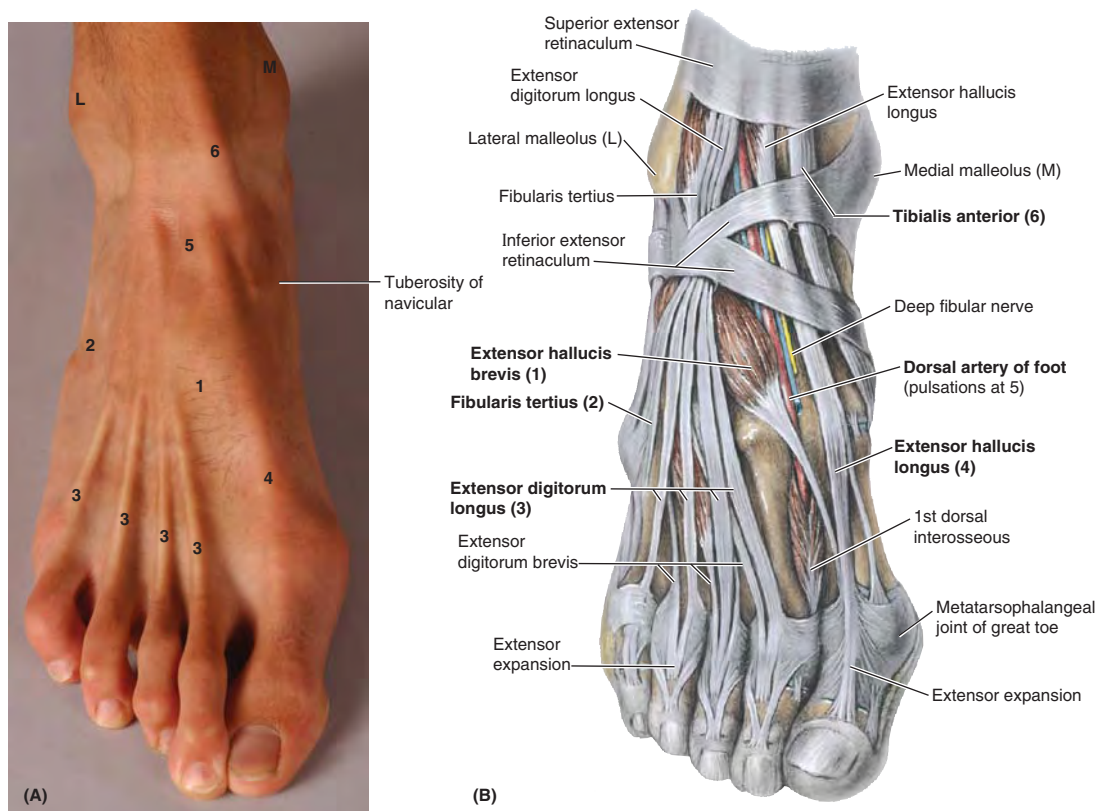 L
M
6
5
2
1
4
3
3
3
3
Tuberosity of
navicular
(A)
Superior extensor
retinaculum
Extensor
digitorum longus
Lateral malleolus (L)
Fibularis tertius
Inferior extensor
retinaculum
Extensor hallucis
brevis (1)
Fibularis tertius (2)
Extensor digitorum
longus (3)
Extensor
digitorum brevis
Extensor
expansion
Extensor hallucis
longus
Medial malleolus (M)
Tibialis anterior (6)
Deep fibular nerve
Dorsal artery of foot
(pulsations at 5)
Extensor hallucis
longus (4)
1st dorsal
interosseous
Metatarsophalangeal
joint of great toe
Extensor expansion
(B)